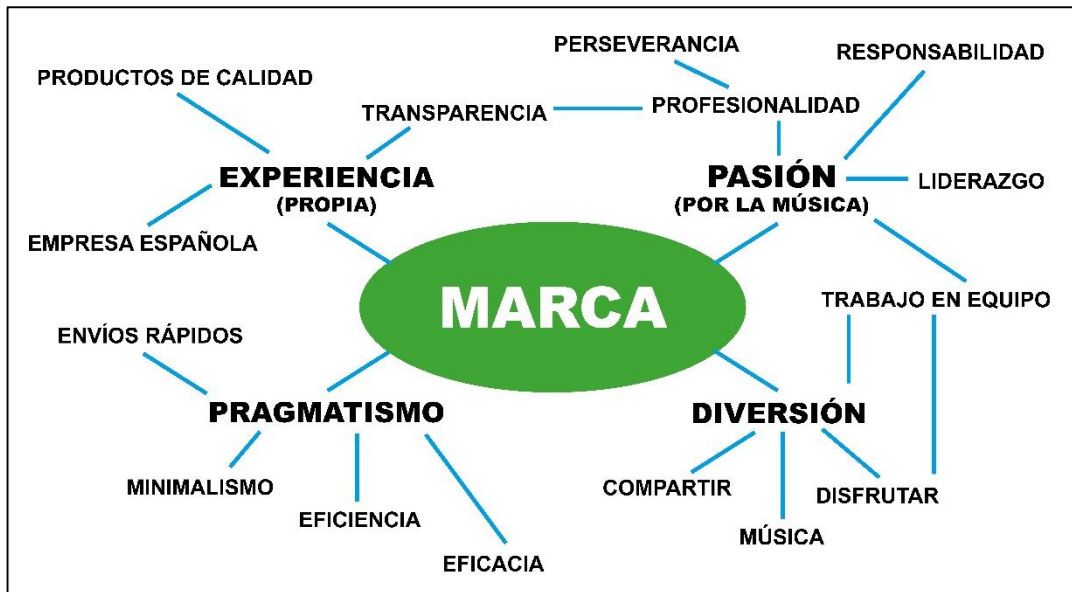 PERSEVERANCIA
RESPONSABILIDAD
PRODUCTOS DE CALIDAD
TRANSPARENCIA
PROFESIONALIDAD
EXPERIENCIA
(PROPIA)
PASIÓN
(POR LA MÚSICA)
LIDERAZGO
EMPRESA ESPAÑOLA
MARCA
TRABAJO EN EQUIPO
ENVÍOS RÁPIDOS
PRAGMATISMO
DIVERSIÓN
MINIMALISMO
COMPARTIR
DISFRUTAR
EFICIENCIA
MÚSICA
EFICACIA